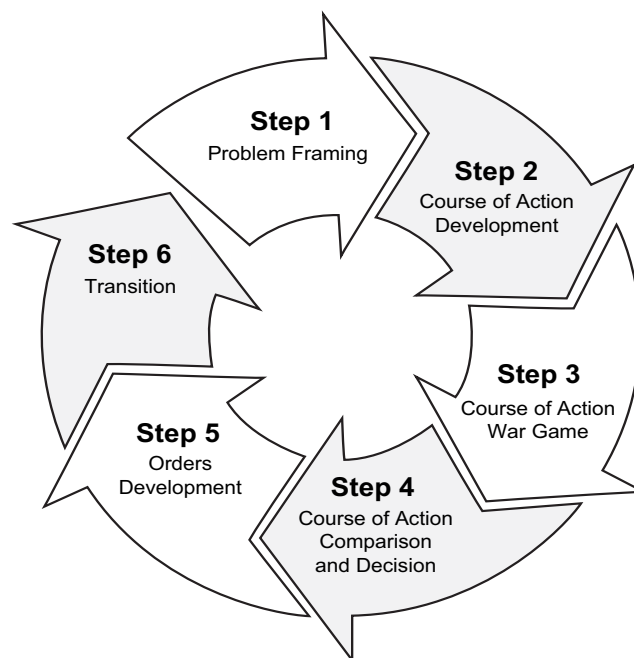 Step 1
Problem Framing
Step 2
Course of Action
Development
Step 3
Course of Action
War Game
Step 4
Course of Action
Comparison
and Decision
Step 5
Orders
Development
Step 6
Transition